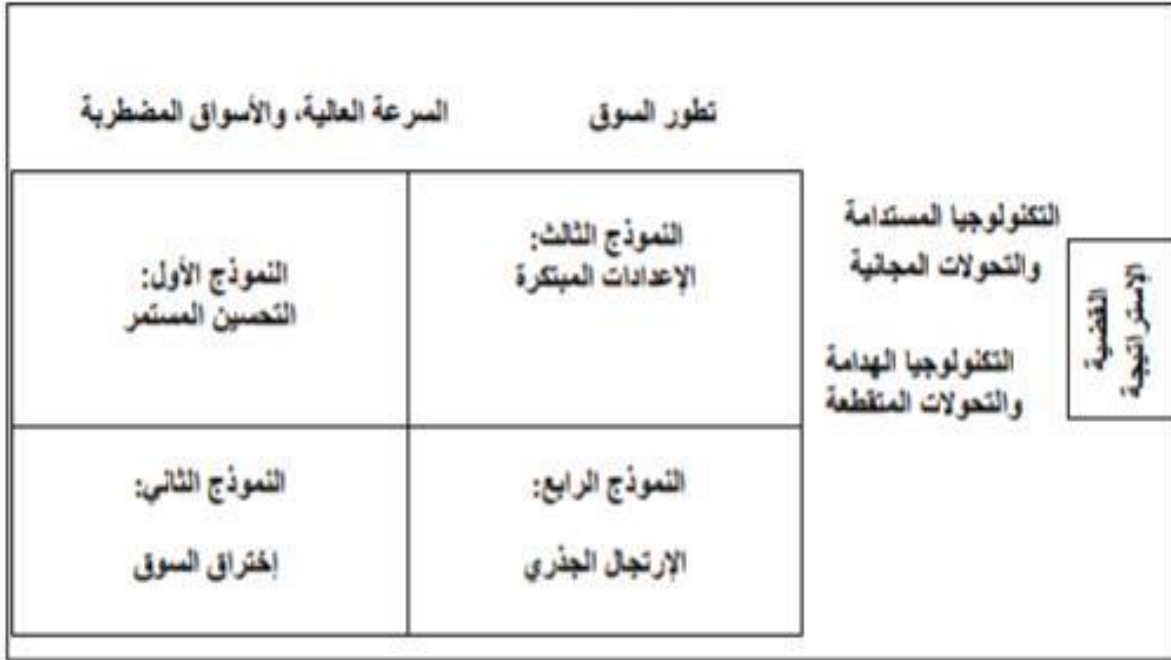 تطور السوق
السرعة العالية، والأسواق المضطربة
التكنولوجيا المستدامة
والتحولات المجانية
التكنولوجيا الهدامة
والتحولات المتقطعة
القضية
الإستراتيجة
النموذج الثالث:
الإعدادات المبتكرة
النموذج الأول:
التحسين المستمر
النموذج الرابع:
الإرتجال الجذري
النموذج الثاني:
إختراق السوق